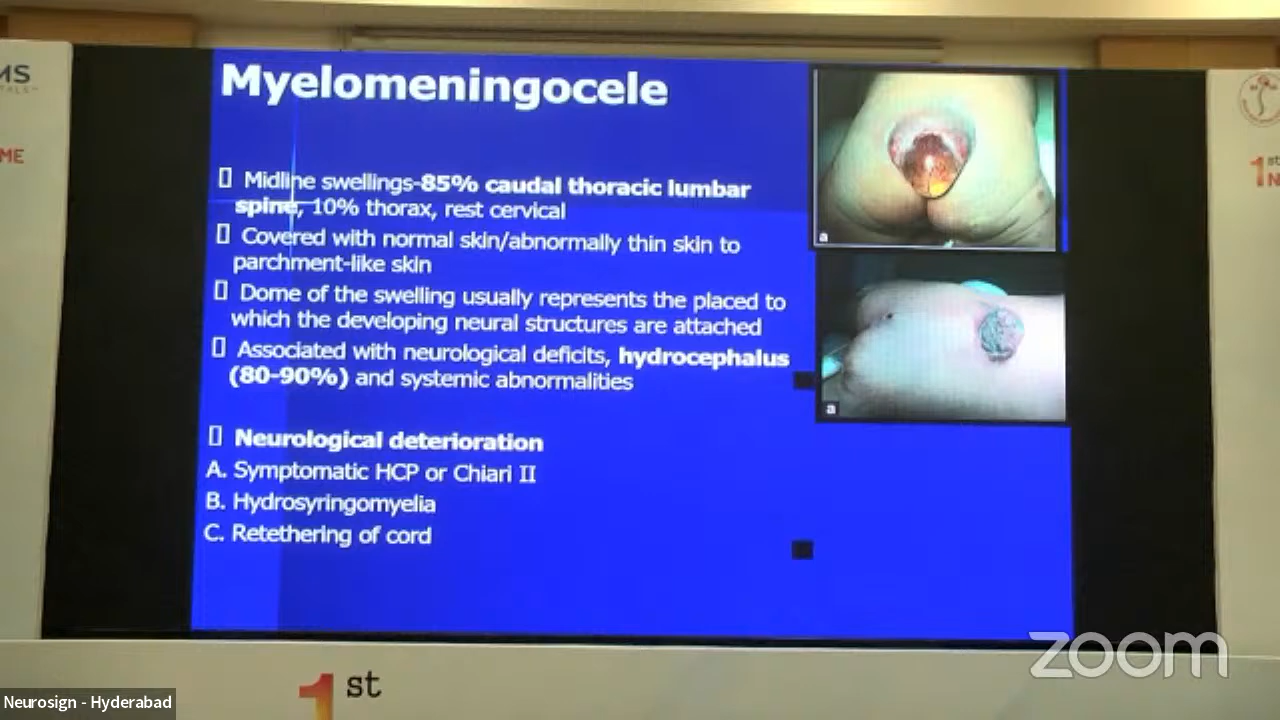 Myelomeningocele
Midline swellings-85% caudal thoracic lumbar
spine, 10% thorax, rest cervical
Covered with normal skin/abnormally thin skin to
parchment-like skin
Dome of the swelling usually represents the placed to
which the developing neural structures are attached
Associated with neurological deficits, hydrocephalus
(80-90%) and systemic abnormalities
Neurological deterioration
A. Symptomatic HCP or Chiari II
B. Hydrosyringomyelia
C. Retethering of cord
a
a
MS
ME
1st
N
1st
zoom
Neurosign - Hyderabad